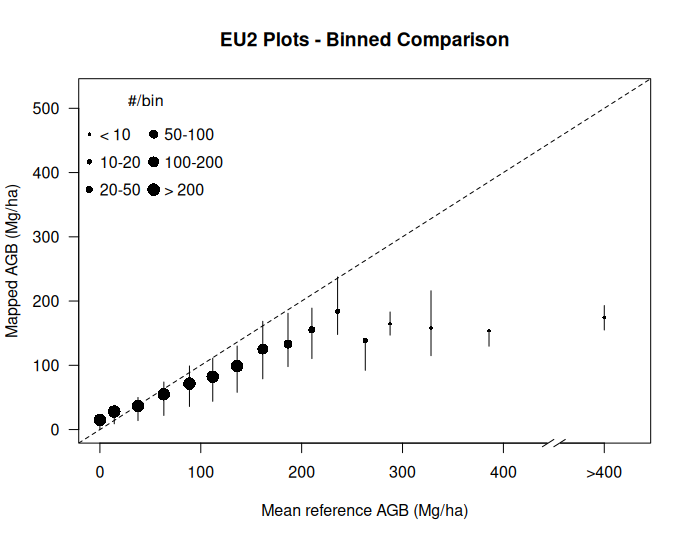 EU2 Plots - Binned Comparison
#/bin
< 10 50-100
10-20 100-200
20-50 > 200
500
400
300
200
100
0
Mapped AGB (Mg/ha)
0 100 200 300 400 >400
Mean reference AGB (Mg/ha)